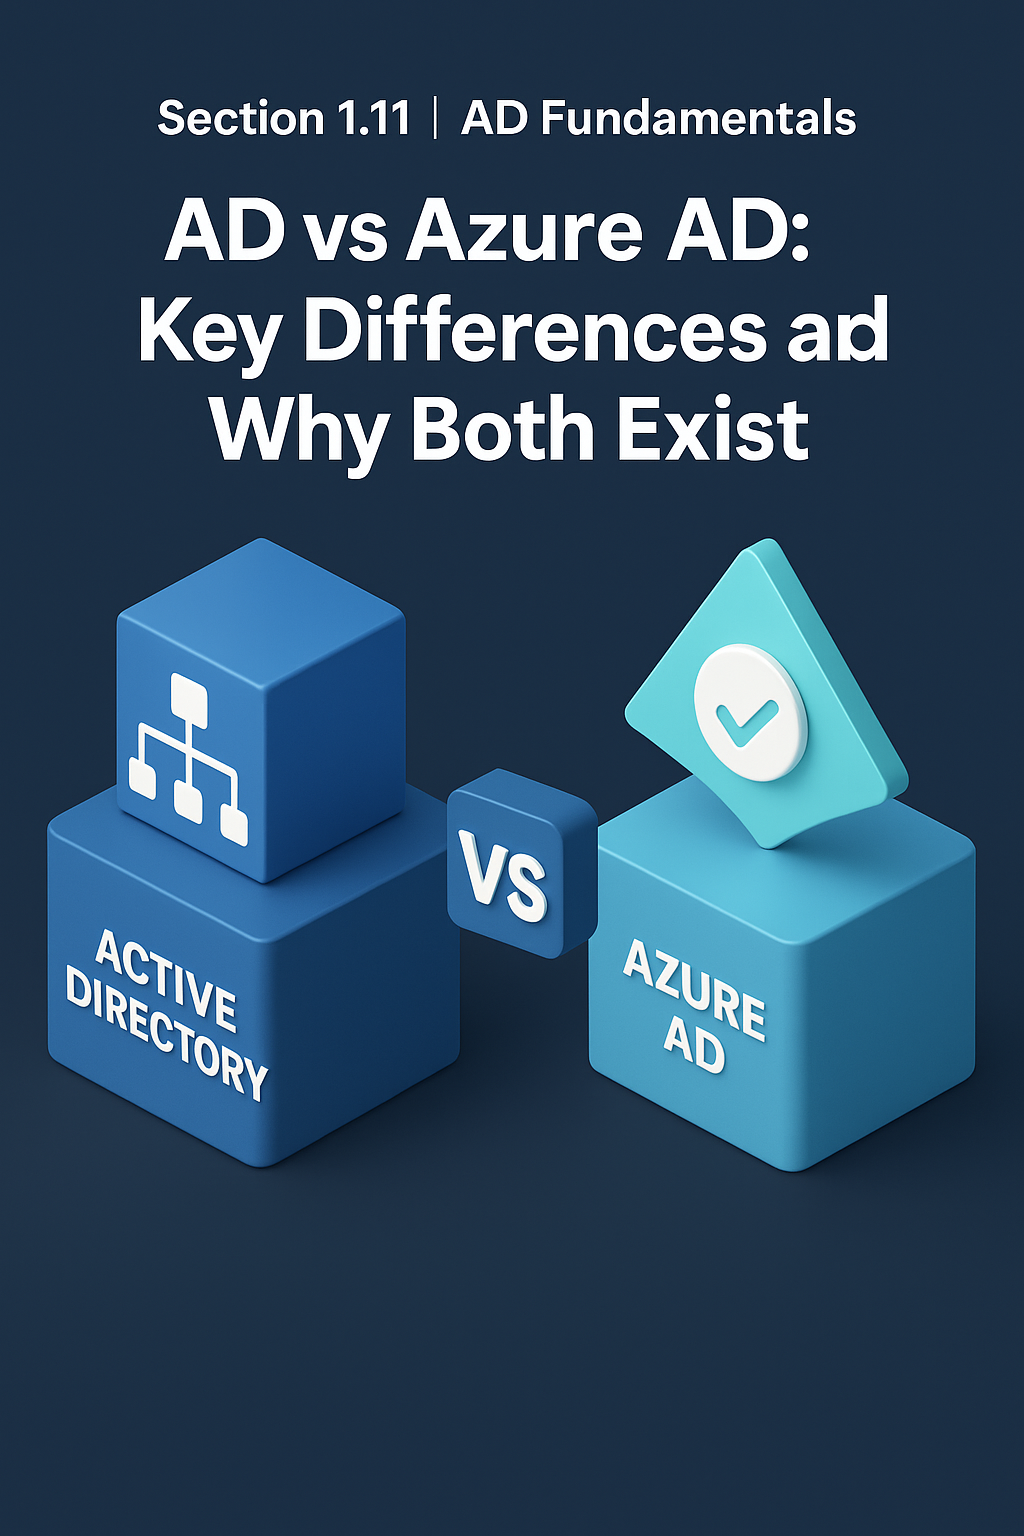 Section 1.11 | AD Fundamentals
AD vs Azure AD:
Key Differences ad
Why Both Exist
VS
ACTIVE
DIRECTORY
AZURE
AD